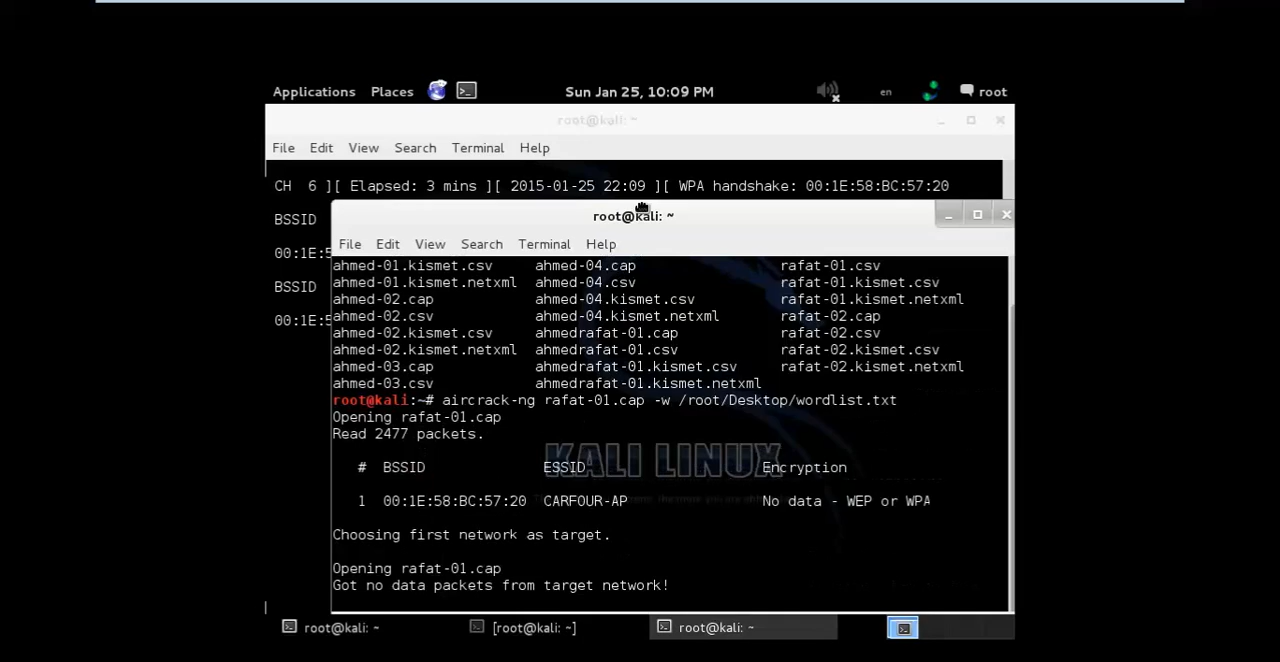 Applications Places Sun Jan 25, 10:09 PM en root
root@kali: ~
File Edit View Search Terminal Help
CH 6 ][ Elapsed: 3 mins ][ 2015-01-25 22:09 ][ WPA handshake: 00:1E:58:BC:57:20
BSSID
00:1E:5
BSSID
00:1E:5
root@kali: ~
File Edit View Search Terminal Help
ahmed-01.kismet.csv ahmed-04.cap rafat-01.csv
ahmed-01.kismet.netxml ahmed-04.csv rafat-01.kismet.csv
ahmed-02.cap ahmed-04.kismet.csv rafat-01.kismet.netxml
ahmed-02.csv ahmed-04.kismet.netxml rafat-02.cap
ahmed-02.kismet.csv ahmedrafat-01.cap rafat-02.csv
ahmed-02.kismet.netxml ahmedrafat-01.csv rafat-02.kismet.csv
ahmed-03.cap ahmedrafat-01.kismet.csv rafat-02.kismet.netxml
ahmed-03.csv ahmedrafat-01.kismet.netxml
root@kali:~# aircrack-ng rafat-01.cap -w /root/Desktop/wordlist.txt
Opening rafat-01.cap
Read 2477 packets.
KALI LINUX
# BSSID ESSID Encryption
1 00:1E:58:BC:57:20 CARFOUR-AP No data - WEP or WPA
Choosing first network as target.
Opening rafat-01.cap
Got no data packets from target network!
root@kali: ~ [root@kali: ~] root@kali: ~